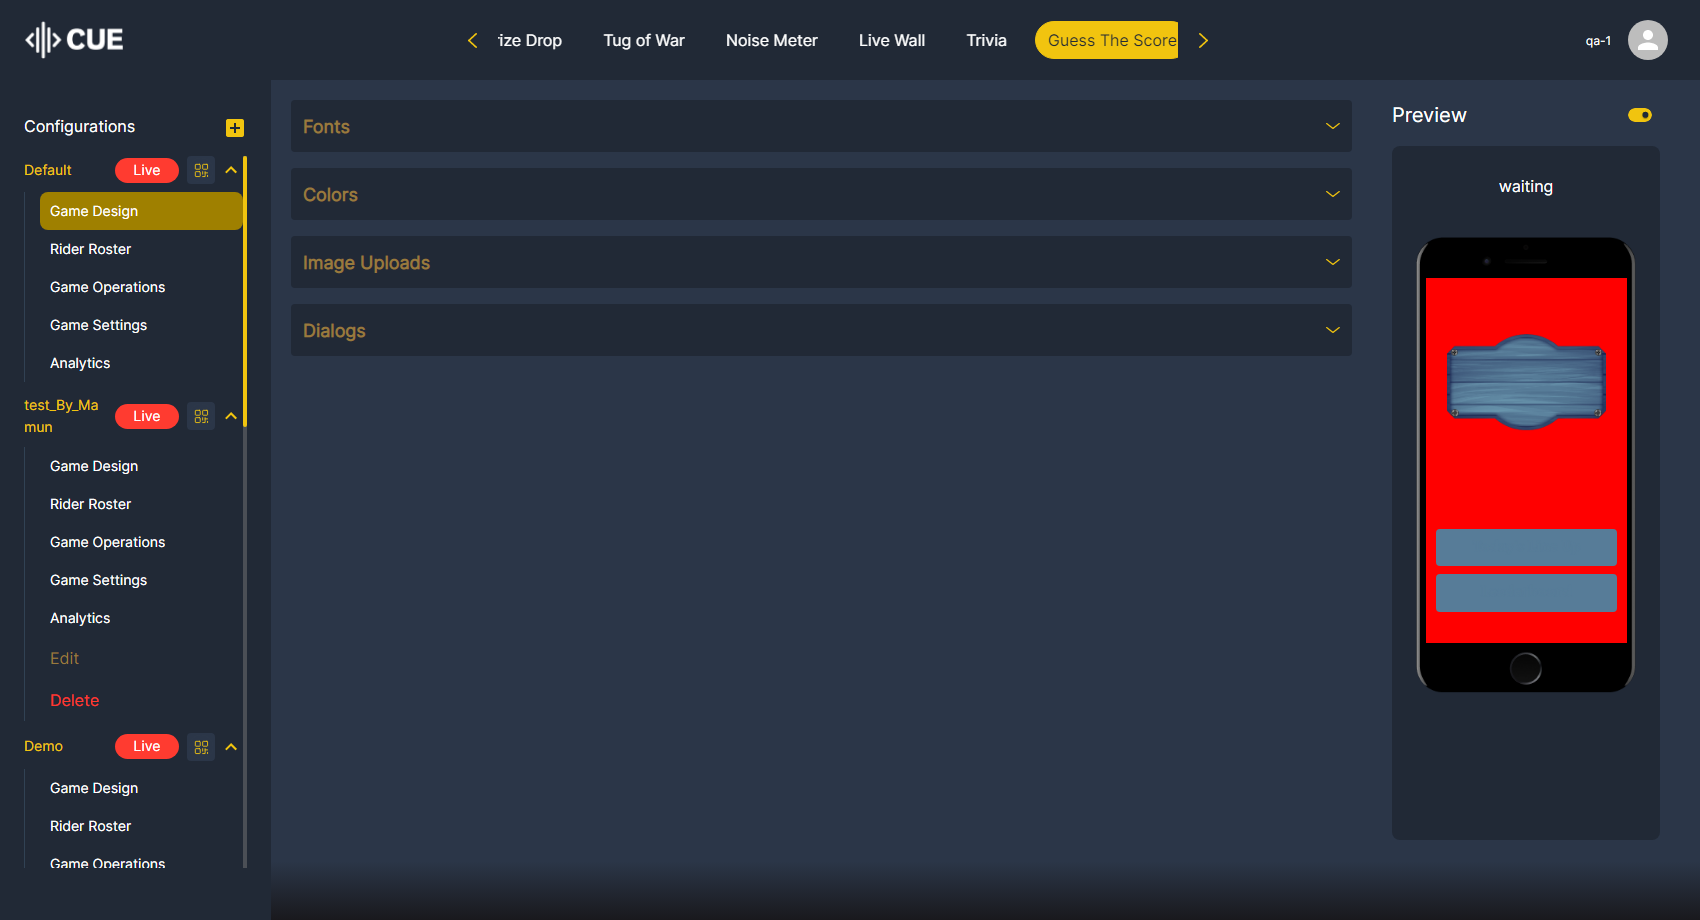 CUE
ize Drop
Tug of War
Noise Meter
Live Wall
Trivia
Guess The Score
qa-1
Configurations
Default
Live
Game Design
Rider Roster
Game Operations
Game Settings
Analytics
test_By_Ma
mun
Live
Game Design
Rider Roster
Game Operations
Game Settings
Analytics
Edit
Delete
Demo
Live
Game Design
Rider Roster
Game Operations
Fonts
Colors
Image Uploads
Dialogs
Preview
waiting